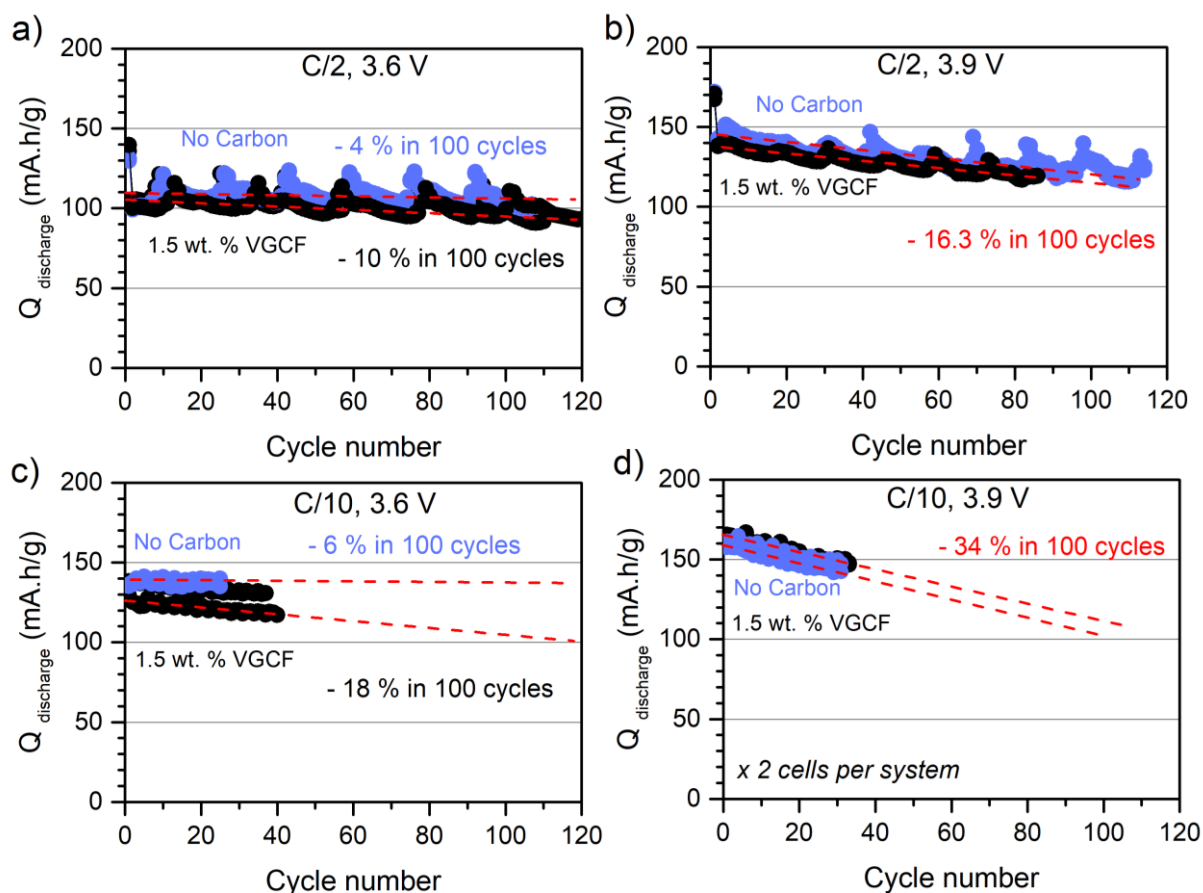 a)
C/2, 3.6 V
No Carbon
- 4 % in 100 cycles
1.5 wt. % VGCF
- 10 % in 100 cycles
200
150
100
50
0
0 20 40 60 80 100 120
Q discharge (mA.h/g)
Cycle number
b)
C/2, 3.9 V
No Carbon
1.5 wt. % VGCF
- 16.3 % in 100 cycles
200
150
100
50
0
0 20 40 60 80 100 120
Q discharge (mA.h/g)
Cycle number
c)
C/10, 3.6 V
No Carbon
- 6 % in 100 cycles
1.5 wt. % VGCF
- 18 % in 100 cycles
200
150
100
50
0
0 20 40 60 80 100 120
Q discharge (mA.h/g)
Cycle number
d)
C/10, 3.9 V
- 34 % in 100 cycles
No Carbon
1.5 wt. % VGCF
x 2 cells per system
200
150
100
50
0
0 20 40 60 80 100 120
Q discharge (mA.h/g)
Cycle number